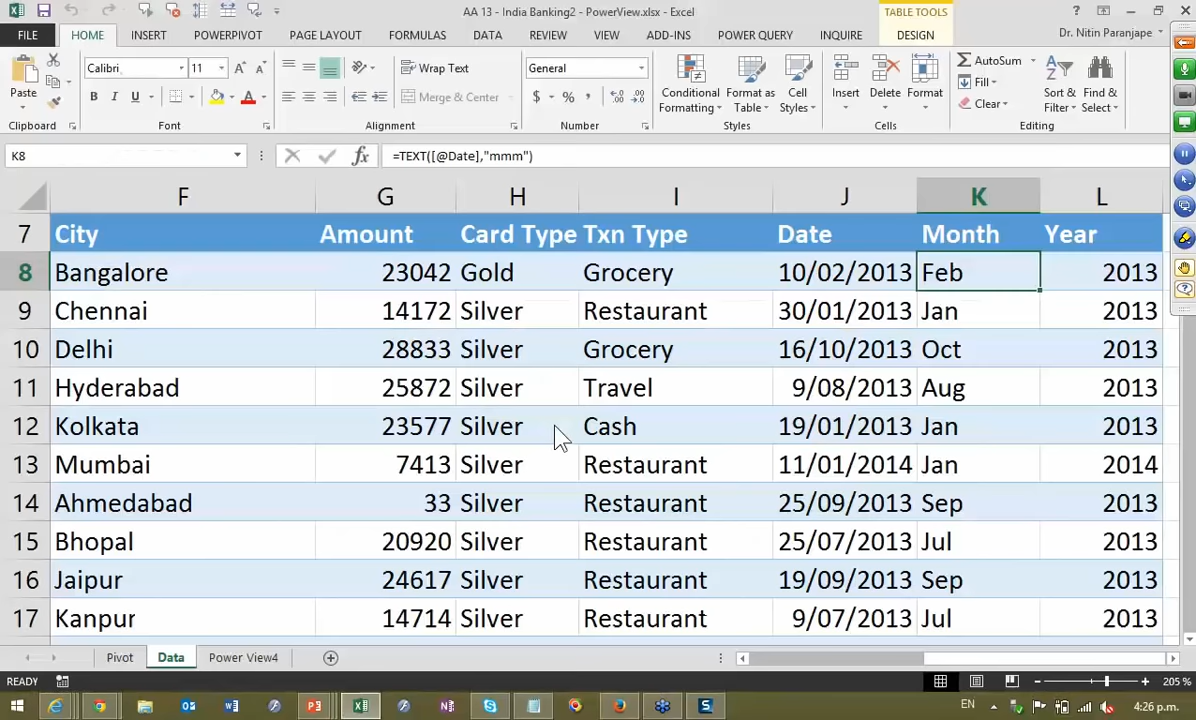 AA 13 - India Banking2 - PowerView.xlsx - Excel
TABLE TOOLS
FILE HOME INSERT POWERPIVOT PAGE LAYOUT FORMULAS DATA REVIEW VIEW ADD-INS POWER QUERY INQUIRE DESIGN
Dr. Nitin Paranjape
Paste
Calibri 11
B I U
Wrap Text
Merge & Center
General
$ % ,
Conditional Formatting
Format as Table
Cell Styles
Insert Delete Format
AutoSum
Fill
Clear
Sort & Filter
Find & Select
Clipboard Font Alignment Number Styles Cells Editing
K8 fx =TEXT([@Date],"mmm")
F G H I J K L
7 City Amount Card Type Txn Type Date Month Year
8 Bangalore 23042 Gold Grocery 10/02/2013 Feb 2013
9 Chennai 14172 Silver Restaurant 30/01/2013 Jan 2013
10 Delhi 28833 Silver Grocery 16/10/2013 Oct 2013
11 Hyderabad 25872 Silver Travel 9/08/2013 Aug 2013
12 Kolkata 23577 Silver Cash 19/01/2013 Jan 2013
13 Mumbai 7413 Silver Restaurant 11/01/2014 Jan 2014
14 Ahmedabad 33 Silver Restaurant 25/09/2013 Sep 2013
15 Bhopal 20920 Silver Restaurant 25/07/2013 Jul 2013
16 Jaipur 24617 Silver Restaurant 19/09/2013 Sep 2013
17 Kanpur 14714 Silver Restaurant 9/07/2013 Jul 2013
Pivot Data Power View4
READY 205 %
EN 4:26 p.m.